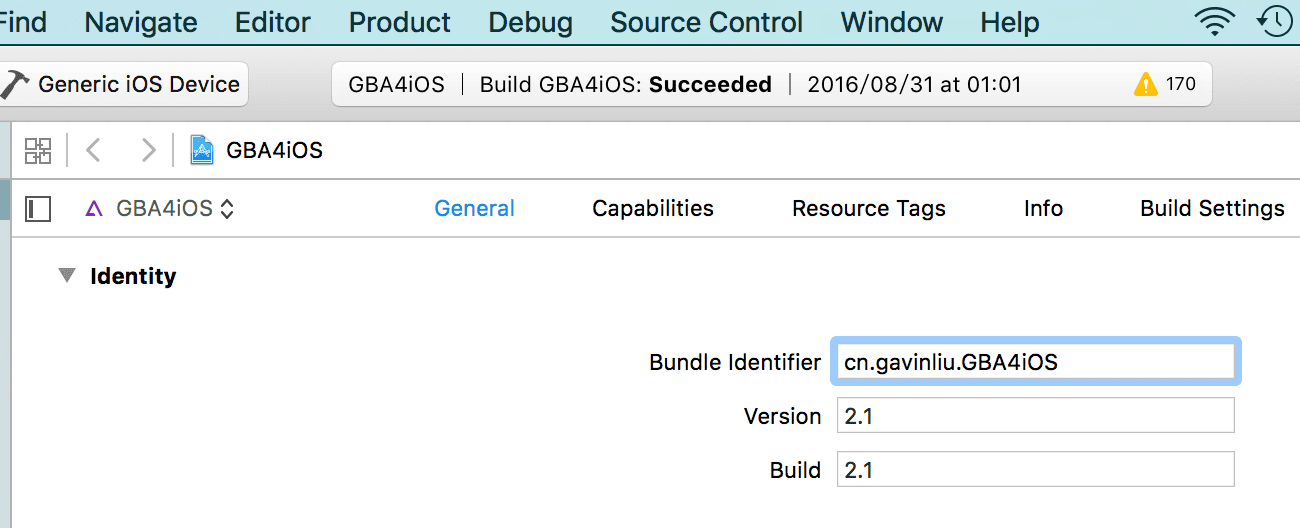 Find Navigate Editor Product Debug Source Control Window Help
Generic iOS Device GBA4iOS | Build GBA4iOS: Succeeded | 2016/08/31 at 01:01 170
GBA4iOS
GBA4iOS General Capabilities Resource Tags Info Build Settings
Identity
Bundle Identifier cn.gavinliu.GBA4iOS
Version 2.1
Build 2.1